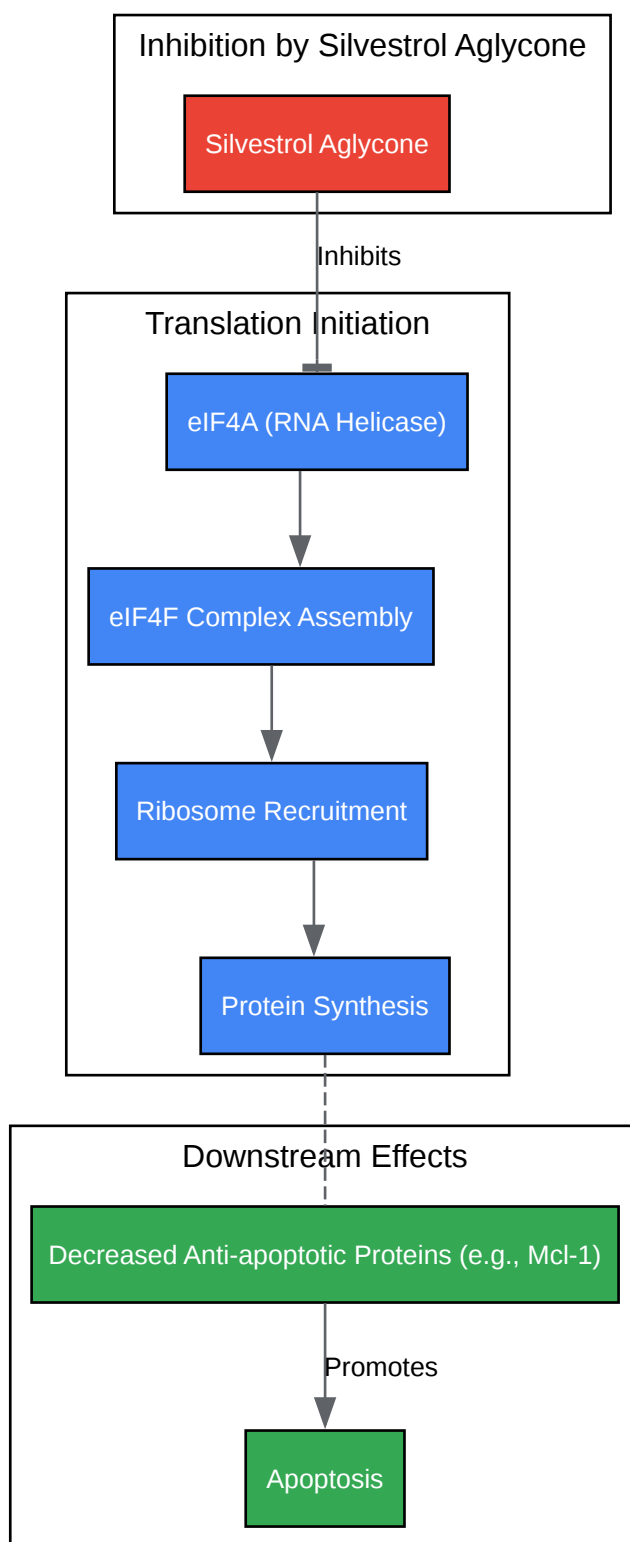 Inhibition by Silvestrol Aglycone
Silvestrol Aglycone
Inhibits
Translation Initiation
eIF4A (RNA Helicase)
eIF4F Complex Assembly
Ribosome Recruitment
Protein Synthesis
Downstream Effects
Decreased Anti-apoptotic Proteins (e.g., Mcl-1)
Promotes
Apoptosis